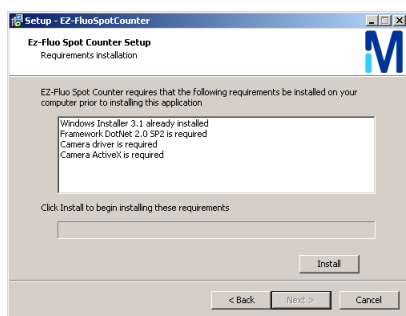 Setup - EZ-FluoSpotCounter
Ez-Fluo Spot Counter Setup
Requirements installation
M
EZ-Fluo Spot Counter requires that the following requirements be installed on your
computer prior to installing this application
Windows Installer 3.1 already installed
Framework DotNet 2.0 SP2 is required
Camera driver is required
Camera ActiveX is required
Click Install to begin installing these requirements
Install
< Back
Next >
Cancel